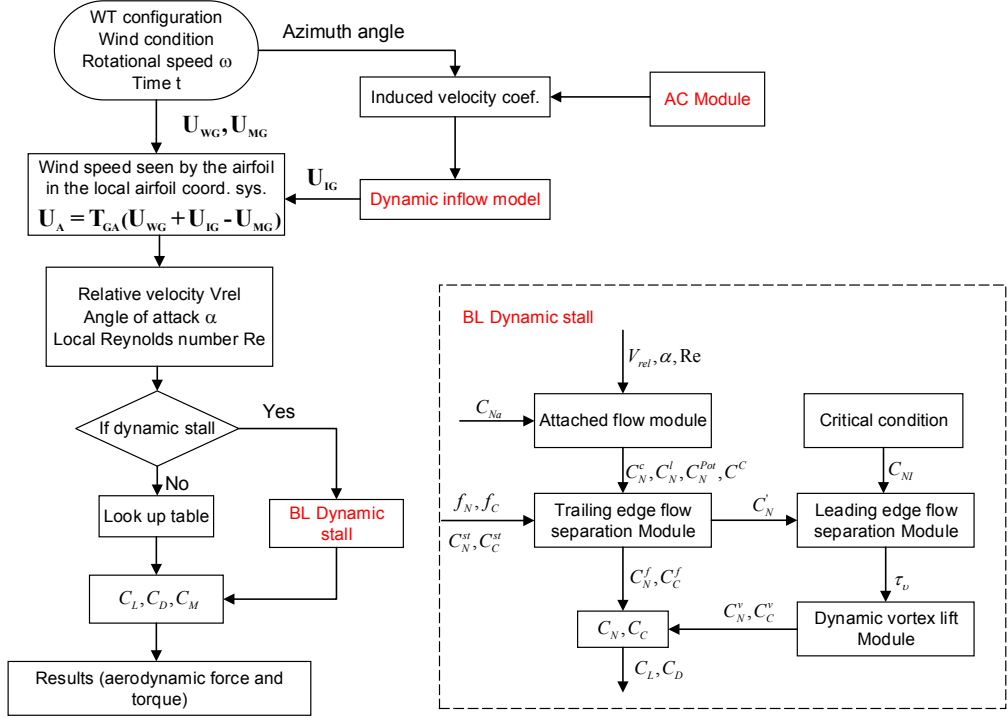 WT configuration
Wind condition
Rotational speed ω
Time t
Azimuth angle
Induced velocity coef.
AC Module
U_WG, U_MG
Wind speed seen by the airfoil
in the local airfoil coord. sys.
U_A = T_GA(U_WG + U_IG - U_MG)
U_IG
Dynamic inflow model
Relative velocity Vrel
Angle of attack α
Local Reynolds number Re
If dynamic stall
Yes
No
Look up table
BL Dynamic
stall
C_L, C_D, C_M
Results (aerodynamic force and
torque)
BL Dynamic stall
V_rel, α, Re
C_Na
Attached flow module
Critical condition
C_N^c, C_N^I, C_N^Pot, C^C
C_NI
f_N, f_C
C_N^st, C_C^st
Trailing edge flow
separation Module
C_N^'
Leading edge flow
separation Module
C_N^f, C_C^f
τ_υ
C_N, C_C
C_N^v, C_C^v
Dynamic vortex lift
Module
C_L, C_D